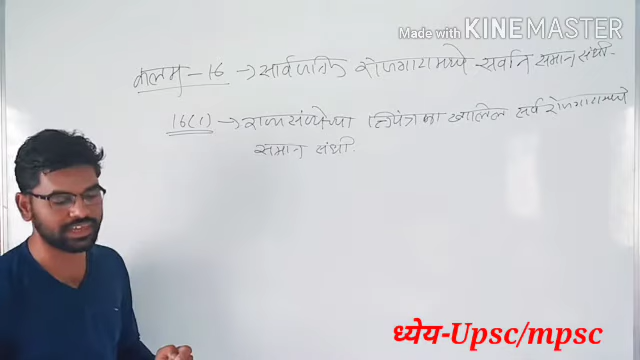 Made with KINEMASTER
कलम - 16 → सार्वजनिक रोजगारामध्ये सर्वांना समान संधी.
16(1) → राज्यसंस्थेच्या नियंत्रणा खालिल सर्व रोजगारामध्ये
समान संधी.
ध्येय-Upsc/mpsc